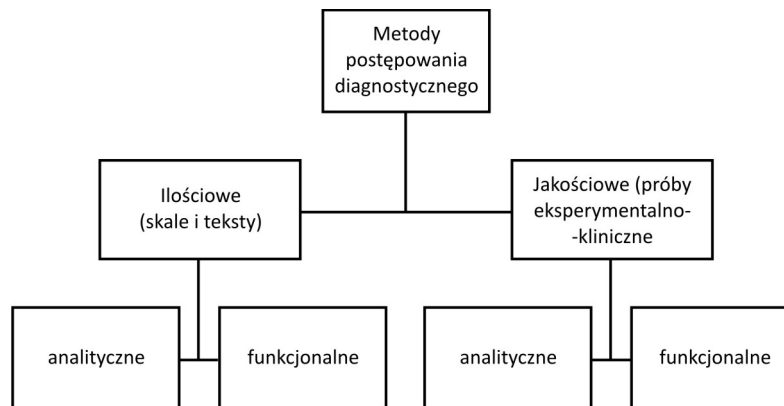 Metody
postępowania
diagnostycznego
Ilościowe
(skale i teksty)
Jakościowe (próby
eksperymentalno-
-kliniczne
analityczne
funkcjonalne
analityczne
funkcjonalne